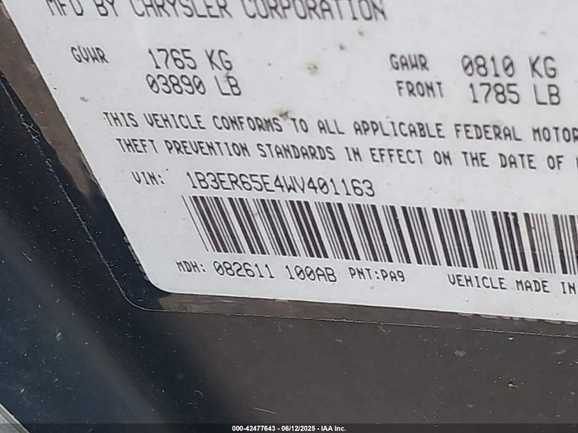 MFD BY CHRYSLER CORPORATION
GVWR 1765 KG GAWR 0810 KG
03890 LB FRONT 1785 LB
THIS VEHICLE CONFORMS TO ALL APPLICABLE FEDERAL MOTOR
THEFT PREVENTION STANDARDS IN EFFECT ON THE DATE OF
VIN: 1B3ER65E4WV401163
MDH: 082611 100AB PNT:PA9 VEHICLE MADE IN
000-42477643 - 06/12/2025 - IAA Inc.